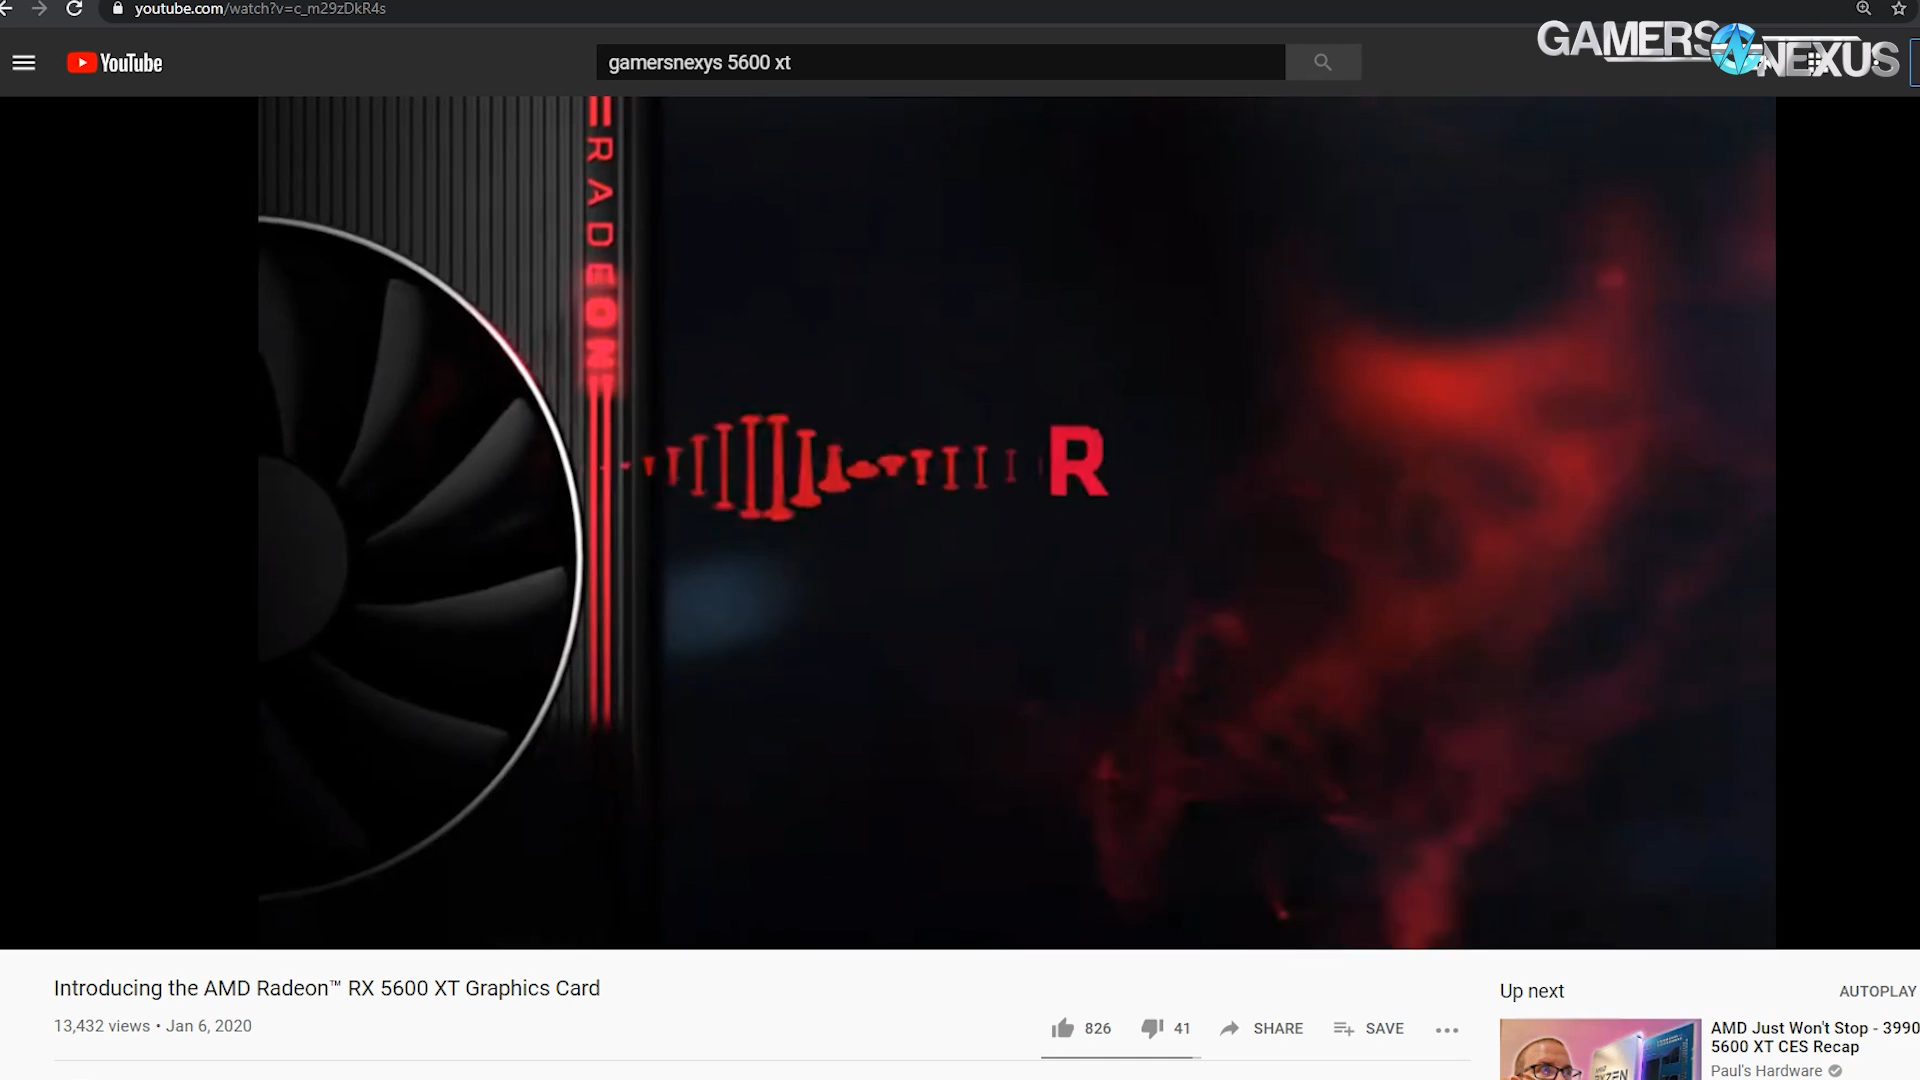 youtube.com/watch?v=c_m29zDkR4s
GAMERS NEXUS
YouTube
gamersnexys 5600 xt
RADEON
R
Introducing the AMD Radeon™ RX 5600 XT Graphics Card
13,432 views • Jan 6, 2020
826
41
SHARE
SAVE
Up next
AUTOPLAY
AMD Just Won't Stop - 3990
5600 XT CES Recap
Paul's Hardware
RYZEN